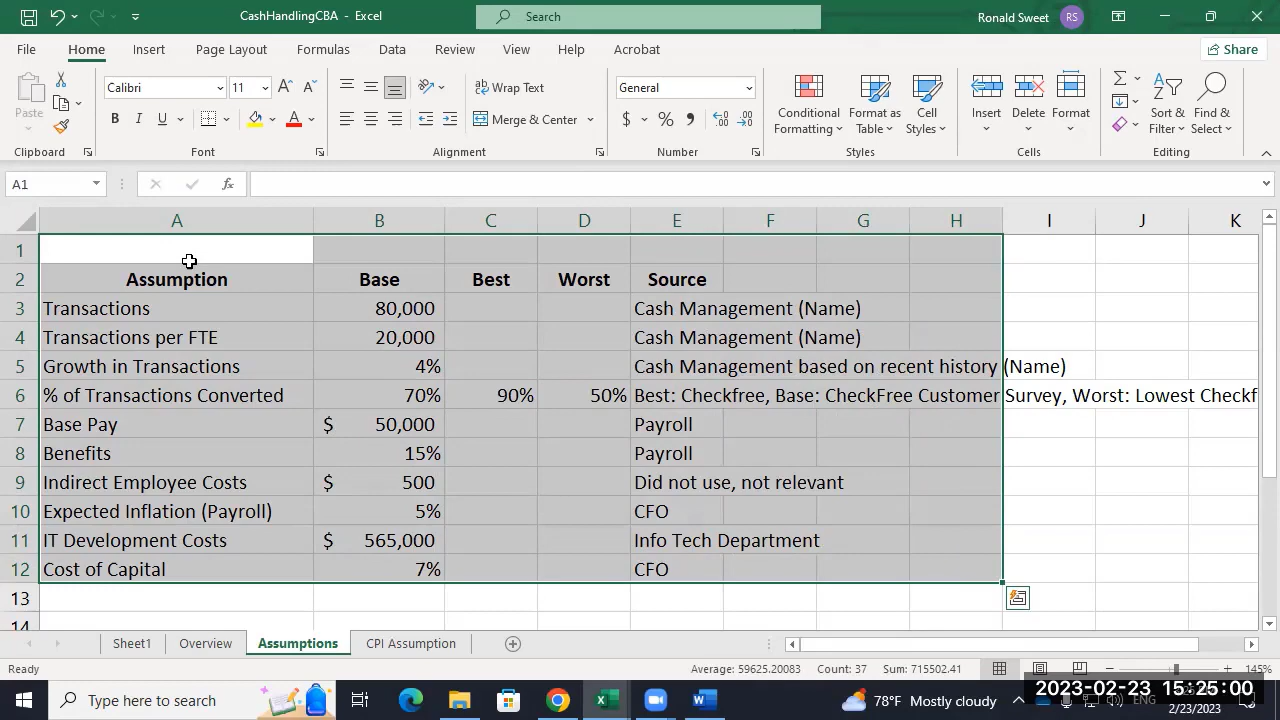 CashHandlingCBA - Excel
Search
Ronald Sweet RS
File Home Insert Page Layout Formulas Data Review View Help Acrobat Share
Paste
Calibri 11 A A
B I U A
Wrap Text
Merge & Center
General
$ % ,
Conditional Formatting
Format as Table
Cell Styles
Insert Delete Format
Sort & Filter
Find & Select
Clipboard Font Alignment Number Styles Cells Editing
A1 fx
A B C D E F G H I J K
1
2 Assumption Base Best Worst Source
3 Transactions 80,000 Cash Management (Name)
4 Transactions per FTE 20,000 Cash Management (Name)
5 Growth in Transactions 4% Cash Management based on recent history (Name)
6 % of Transactions Converted 70% 90% 50% Best: Checkfree, Base: CheckFree Customer Survey, Worst: Lowest Checkf
7 Base Pay $ 50,000 Payroll
8 Benefits 15% Payroll
9 Indirect Employee Costs $ 500 Did not use, not relevant
10 Expected Inflation (Payroll) 5% CFO
11 IT Development Costs $ 565,000 Info Tech Department
12 Cost of Capital 7% CFO
13
14
Sheet1 Overview Assumptions CPI Assumption
Ready Average: 59625.20083 Count: 37 Sum: 715502.41 145%
Type here to search
78°F Mostly cloudy
ENG
2023-02-23 15:25:00
2/23/2023